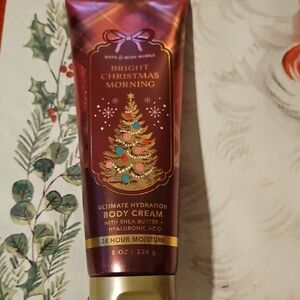 BATH & BODY WORKS
BRIGHT
CHRISTMAS
MORNING
ULTIMATE HYDRATION
BODY CREAM
WITH SHEA BUTTER +
HYALURONIC ACID
24 HOUR MOISTURE
8 OZ / 226 g